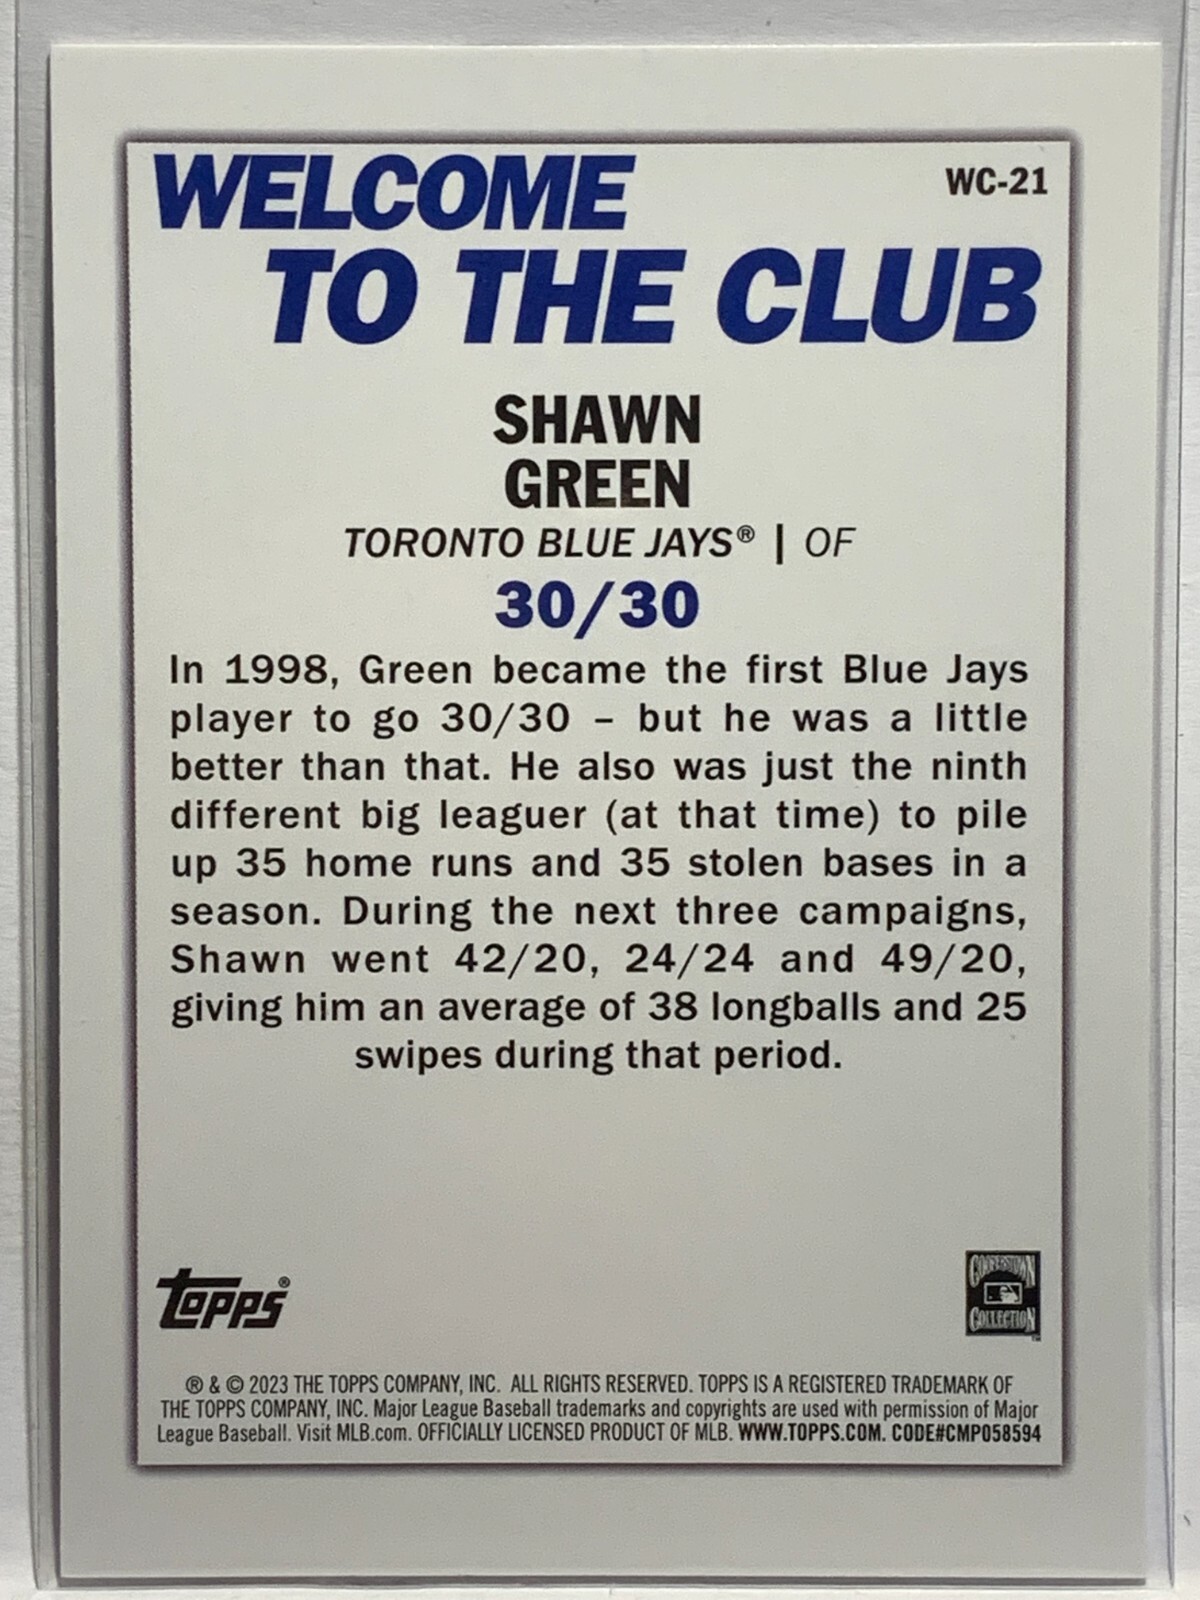 WELCOME
WC-21
TO THE CLUB
SHAWN
GREEN
TORONTO BLUE JAYS® | OF
30/30
In 1998, Green became the first Blue Jays
player to go 30/30 – but he was a little
better than that. He also was just the ninth
different big leaguer (at that time) to pile
up 35 home runs and 35 stolen bases in a
season. During the next three campaigns,
Shawn went 42/20, 24/24 and 49/20,
giving him an average of 38 longballs and 25
swipes during that period.
Topps®
COOPERSTOWN
COLLECTION™
® & © 2023 THE TOPPS COMPANY, INC. ALL RIGHTS RESERVED. TOPPS IS A REGISTERED TRADEMARK OF
THE TOPPS COMPANY, INC. Major League Baseball trademarks and copyrights are used with permission of Major
League Baseball. Visit MLB.com. OFFICIALLY LICENSED PRODUCT OF MLB. WWW.TOPPS.COM. CODE#CMP058594